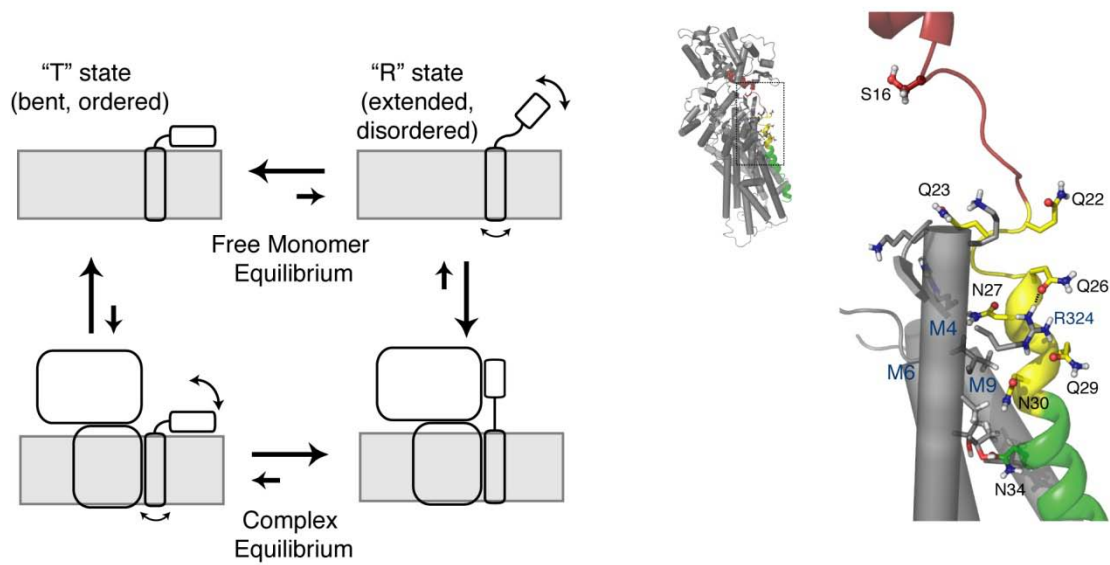 “T” state
(bent, ordered)
“R” state
(extended,
disordered)
Free Monomer
Equilibrium
Complex
Equilibrium
S16
Q23
Q22
N27
Q26
M4
R324
M6
M9
Q29
N30
N34